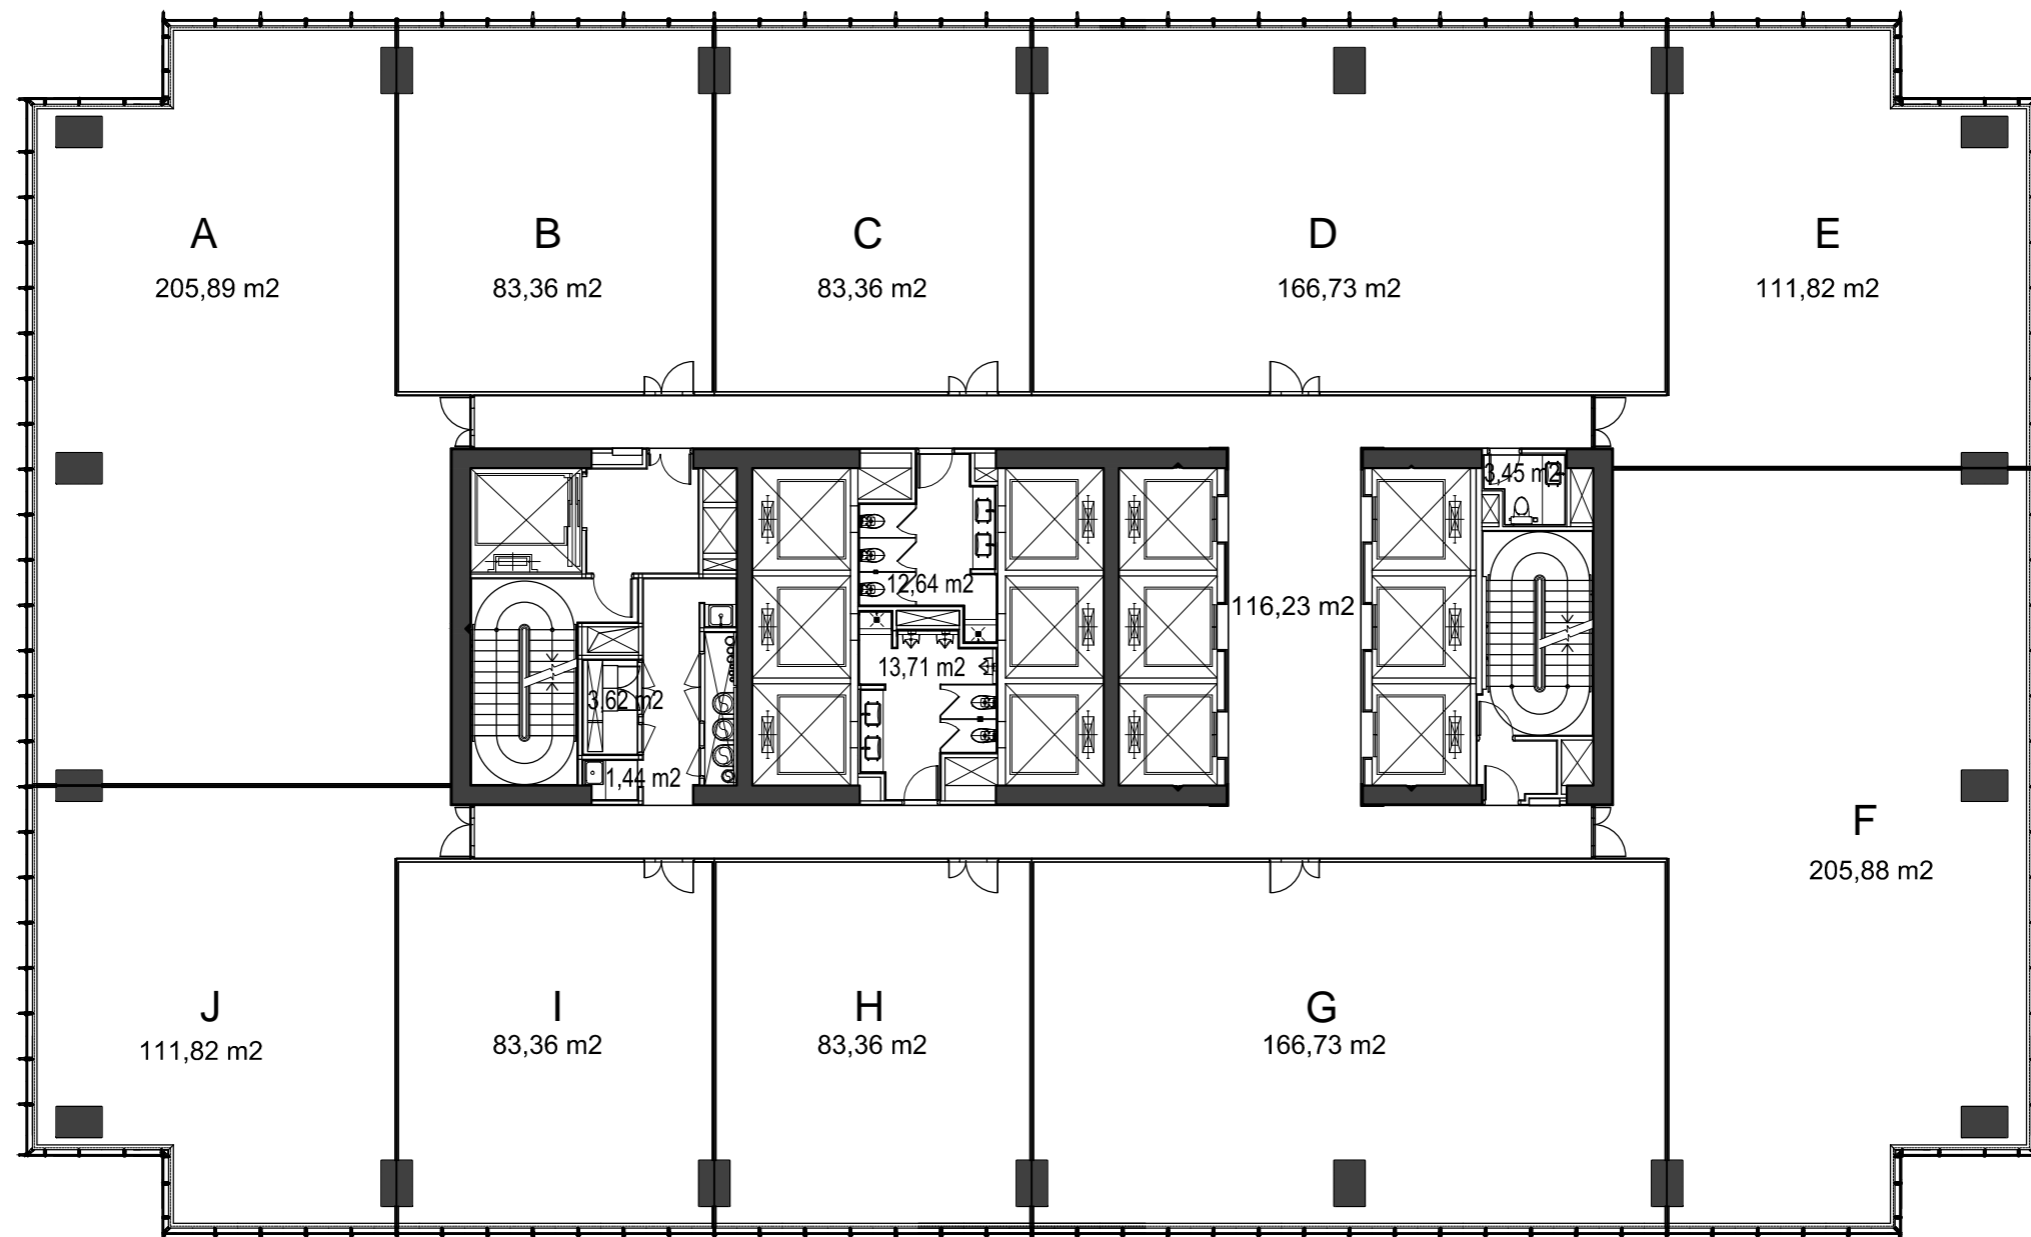 A
205,89 m2
B
83,36 m2
C
83,36 m2
D
166,73 m2
E
111,82 m2
3,45 m2
12,64 m2
116,23 m2
13,71 m2
3.62 m2
1,44 m2
F
205,88 m2
J
111,82 m2
I
83,36 m2
H
83,36 m2
G
166,73 m2